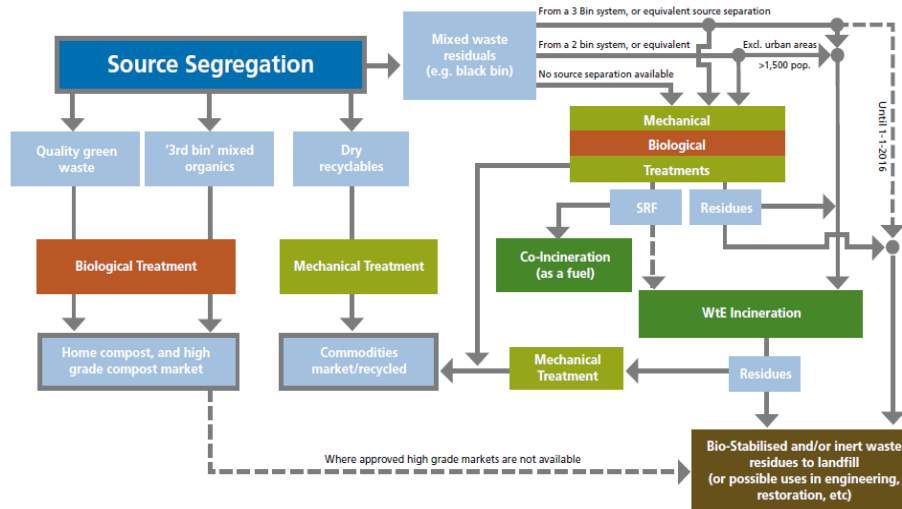 From a 3 Bin system, or equivalent source separation
Source Segregation
Mixed waste
residuals
(e.g. black bin)
From a 2 bin system, or equivalent
Excl. urban areas
>1,500 pop.
No source separation available
Until 1-1-2016
Quality green
waste
‘3rd bin’ mixed
organics
Dry
recyclables
Mechanical
Biological
Treatments
SRF
Residues
Biological Treatment
Mechanical Treatment
Co-Incineration
(as a fuel)
WtE Incineration
Home compost, and high
grade compost market
Commodities
market/recycled
Mechanical
Treatment
Residues
Where approved high grade markets are not available
Bio-Stabilised and/or inert waste
residues to landfill
(or possible uses in engineering,
restoration, etc)